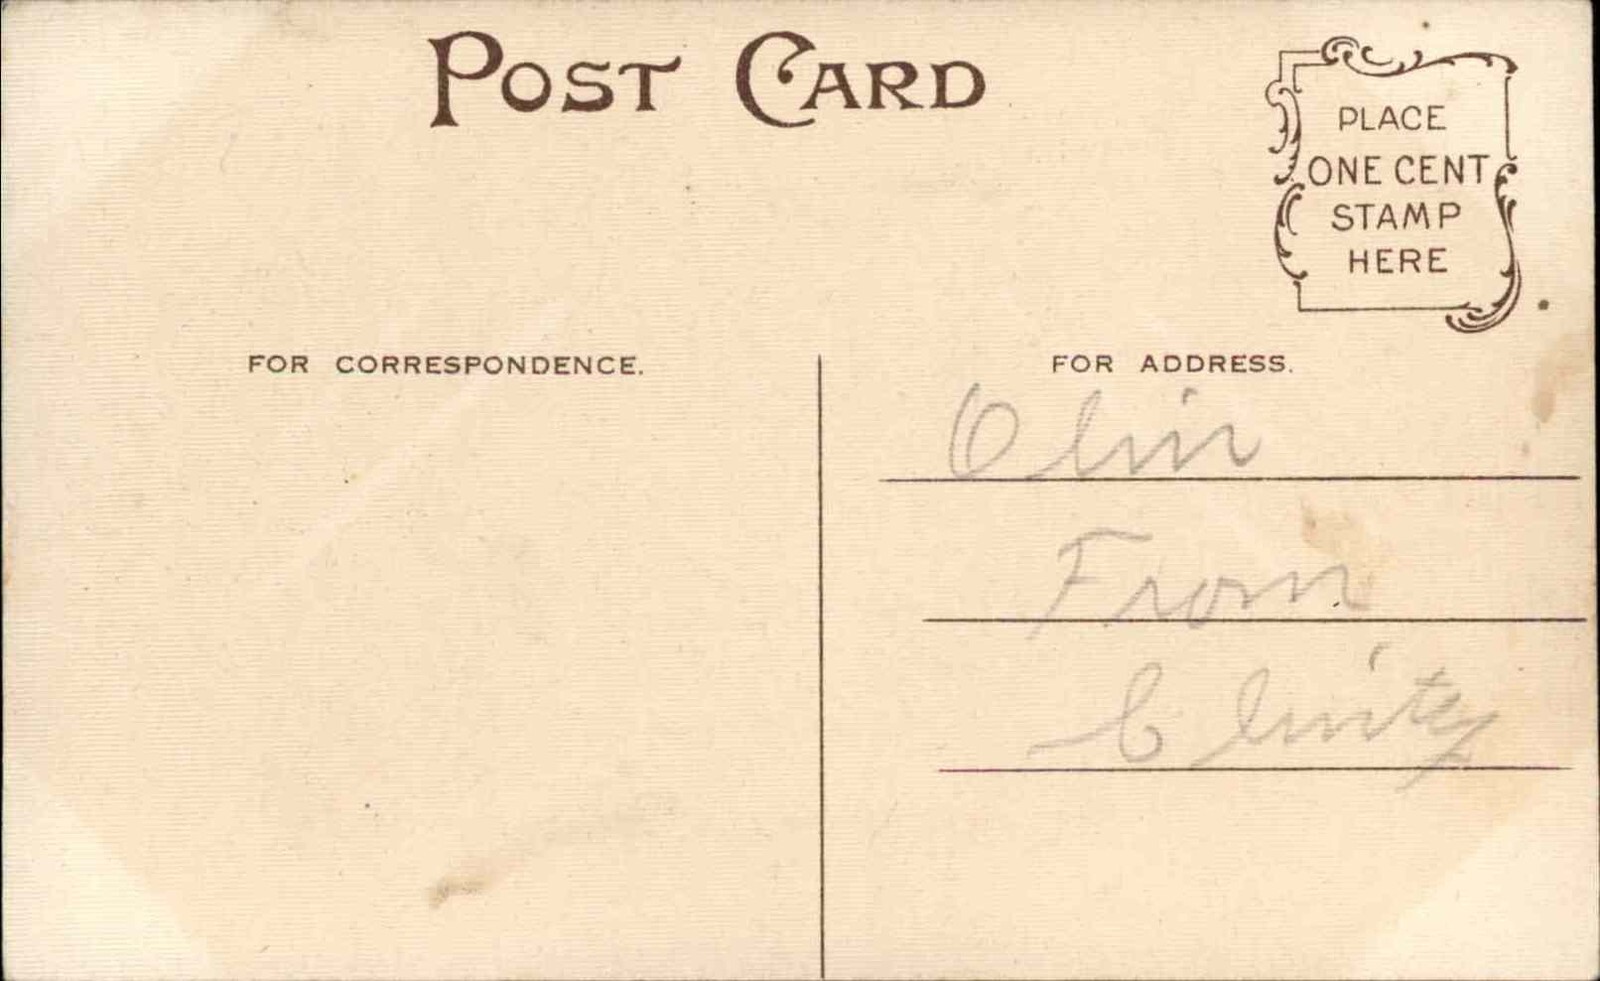 POST CARD
PLACE
ONE CENT
STAMP
HERE
FOR CORRESPONDENCE.
FOR ADDRESS.
Olin
From